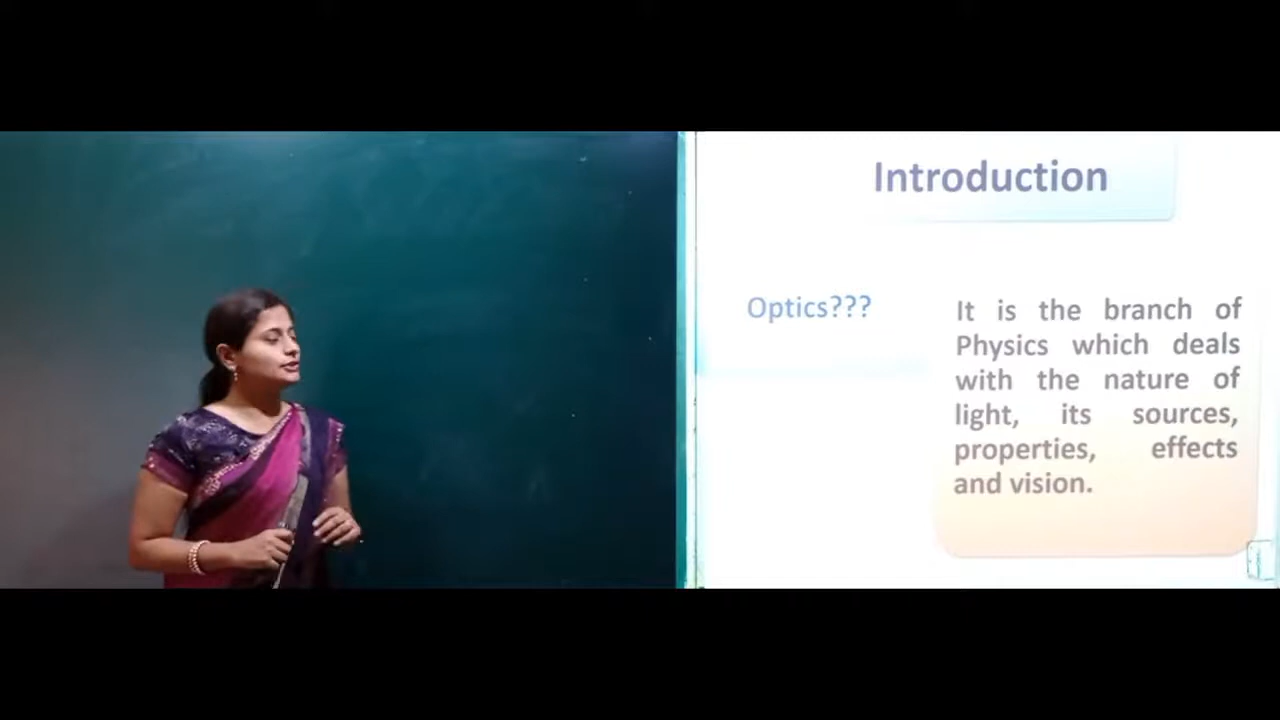 Introduction
Optics???
It is the branch of
Physics which deals
with the nature of
light, its sources,
properties, effects
and vision.